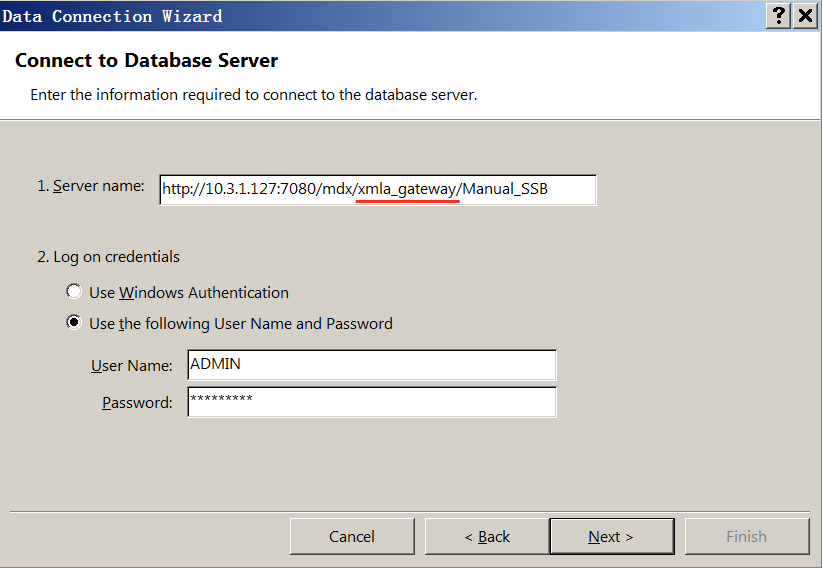 Data Connection Wizard
Connect to Database Server
Enter the information required to connect to the database server.
1. Server name: http://10.3.1.127:7080/mdx/xmla_gateway/Manual_SSB
2. Log on credentials
Use Windows Authentication
Use the following User Name and Password
User Name: ADMIN
Password: *********
Cancel < Back Next > Finish